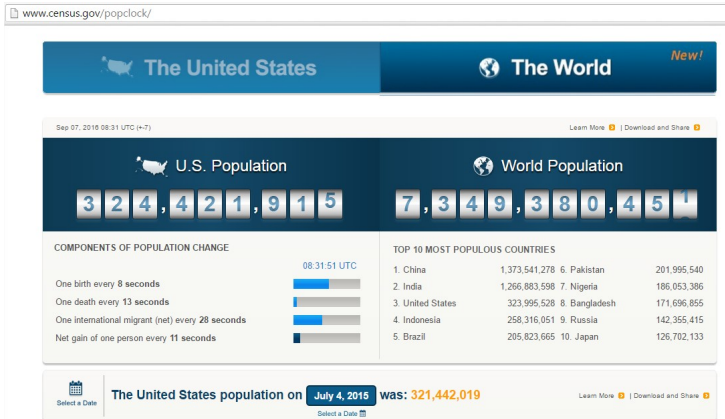 www.census.gov/popclock/
The United States
The World
New!
Sep 07, 2016 08:31 UTC (+-7)
Learn More | Download and Share
U.S. Population
World Population
324,421,915
7,349,380,451
COMPONENTS OF POPULATION CHANGE
08:31:51 UTC
One birth every 8 seconds
One death every 13 seconds
One international migrant (net) every 28 seconds
Net gain of one person every 11 seconds
TOP 10 MOST POPULOUS COUNTRIES
1. China 1,373,541,278 6. Pakistan 201,995,540
2. India 1,266,883,598 7. Nigeria 186,053,386
3. United States 323,995,528 8. Bangladesh 171,696,855
4. Indonesia 258,316,051 9. Russia 142,355,415
5. Brazil 205,823,665 10. Japan 126,702,133
Select a Date
The United States population on July 4, 2015 was: 321,442,019
Learn More | Download and Share
Select a Date